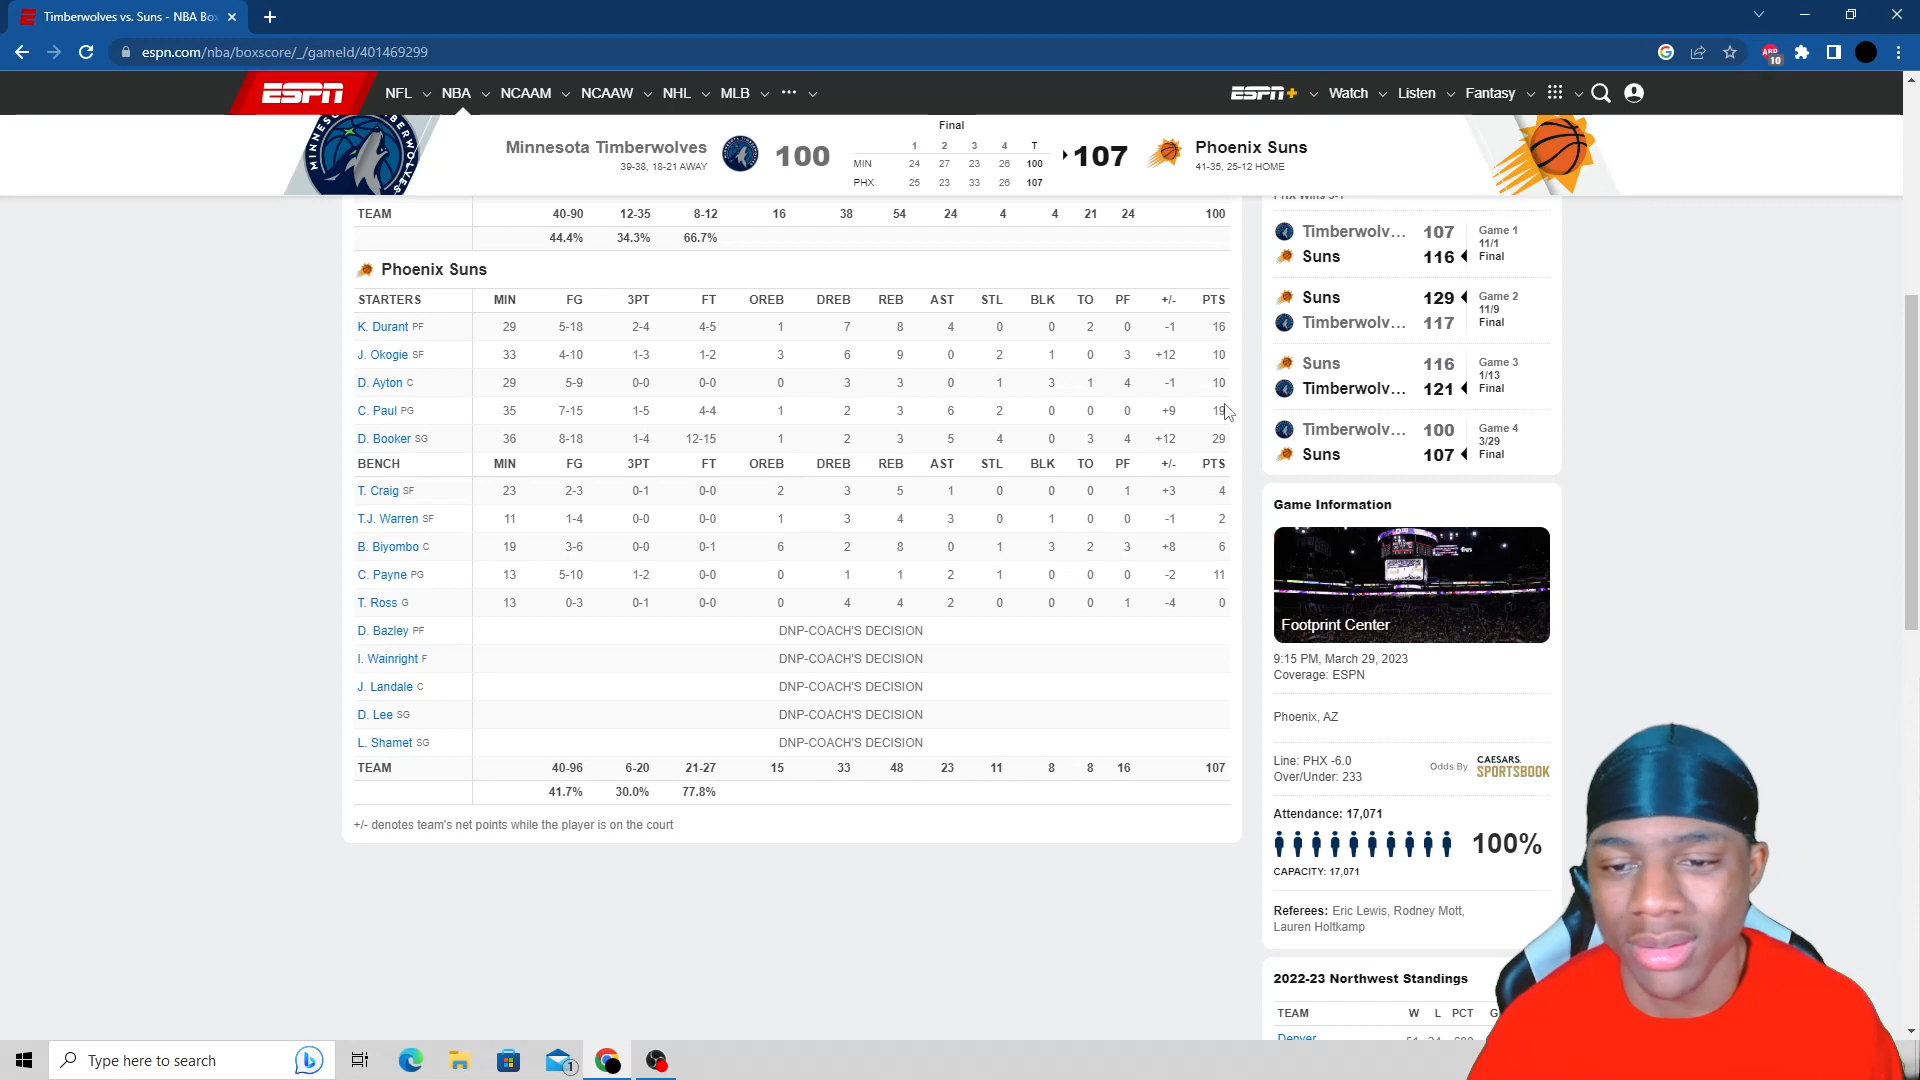 Timberwolves vs. Suns - NBA Box
espn.com/nba/boxscore/_/gameId/401469299
10
ESPN NFL NBA NCAAM NCAAW NHL MLB ESPN+ Watch Listen Fantasy
Final
Minnesota Timberwolves 100 1 2 3 4 T 107 Phoenix Suns
39-38, 18-21 AWAY MIN 24 27 23 26 100 41-35, 25-12 HOME
PHX 25 23 33 26 107
TEAM 40-90 12-35 8-12 16 38 54 24 4 4 21 24 100
44.4% 34.3% 66.7%
Phoenix Suns
STARTERS MIN FG 3PT FT OREB DREB REB AST STL BLK TO PF +/- PTS
K. Durant PF 29 5-18 2-4 4-5 1 7 8 4 0 0 2 0 -1 16
J. Okogie SF 33 4-10 1-3 1-2 3 6 9 0 2 1 0 3 +12 10
D. Ayton C 29 5-9 0-0 0-0 0 3 3 0 1 3 1 4 -1 10
C. Paul PG 35 7-15 1-5 4-4 1 2 3 6 2 0 0 0 +9 19
D. Booker SG 36 8-18 1-4 12-15 1 2 3 5 4 0 3 4 +12 29
BENCH MIN FG 3PT FT OREB DREB REB AST STL BLK TO PF +/- PTS
T. Craig SF 23 2-3 0-1 0-0 2 3 5 1 0 0 0 1 +3 4
T.J. Warren SF 11 1-4 0-0 0-0 1 3 4 3 0 1 0 0 -1 2
B. Biyombo C 19 3-6 0-0 0-1 6 2 8 0 1 3 2 3 +8 6
C. Payne PG 13 5-10 1-2 0-0 0 1 1 2 1 0 0 0 -2 11
T. Ross G 13 0-3 0-1 0-0 0 4 4 2 0 0 0 1 -4 0
D. Bazley PF DNP-COACH'S DECISION
I. Wainright F DNP-COACH'S DECISION
J. Landale C DNP-COACH'S DECISION
D. Lee SG DNP-COACH'S DECISION
L. Shamet SG DNP-COACH'S DECISION
TEAM 40-96 6-20 21-27 15 33 48 23 11 8 8 16 107
41.7% 30.0% 77.8%
+/- denotes team's net points while the player is on the court
Timberwolv... 107 Game 1
11/1
Suns 116 Final
Suns 129 Game 2
11/9
Timberwolv... 117 Final
Suns 116 Game 3
1/13
Timberwolv... 121 Final
Timberwolv... 100 Game 4
3/29
Suns 107 Final
Game Information
Footprint Center
9:15 PM, March 29, 2023
Coverage: ESPN
Phoenix, AZ
Line: PHX -6.0
Over/Under: 233
Odds By CAESARS SPORTSBOOK
Attendance: 17,071
100%
CAPACITY: 17,071
Referees: Eric Lewis, Rodney Mott,
Lauren Holtkamp
2022-23 Northwest Standings
TEAM W L PCT
Denver
Type here to search
1